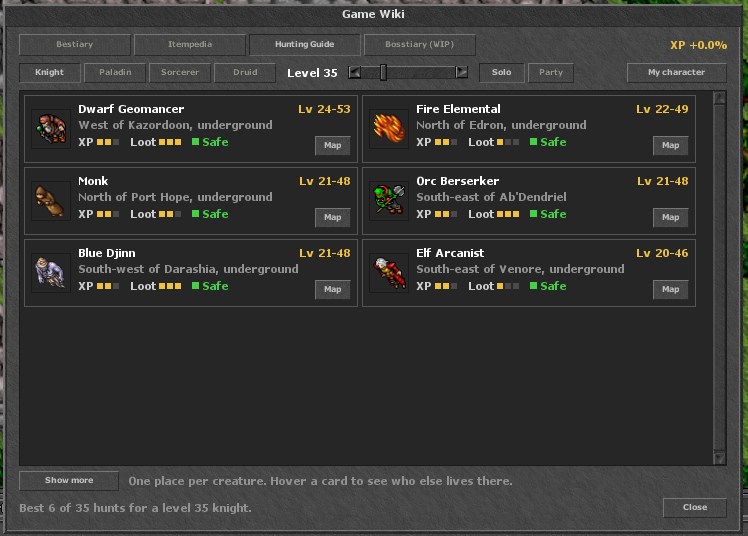 Game Wiki
Bestiary Itempedia Hunting Guide Bosstiary (WIP) XP +0.0%
Knight Paladin Sorcerer Druid Level 35 Solo Party My character
Dwarf Geomancer Lv 24-53
West of Kazordoon, underground
XP Loot Safe
Map
Fire Elemental Lv 22-49
North of Edron, underground
XP Loot Safe
Map
Monk Lv 21-48
North of Port Hope, underground
XP Loot Safe
Map
Orc Berserker Lv 21-48
South-east of Ab'Dendriel
XP Loot Safe
Map
Blue Djinn Lv 21-48
South-west of Darashia, underground
XP Loot Safe
Map
Elf Arcanist Lv 20-46
South-east of Venore, underground
XP Loot Safe
Map
Show more One place per creature. Hover a card to see who else lives there.
Best 6 of 35 hunts for a level 35 knight. Close